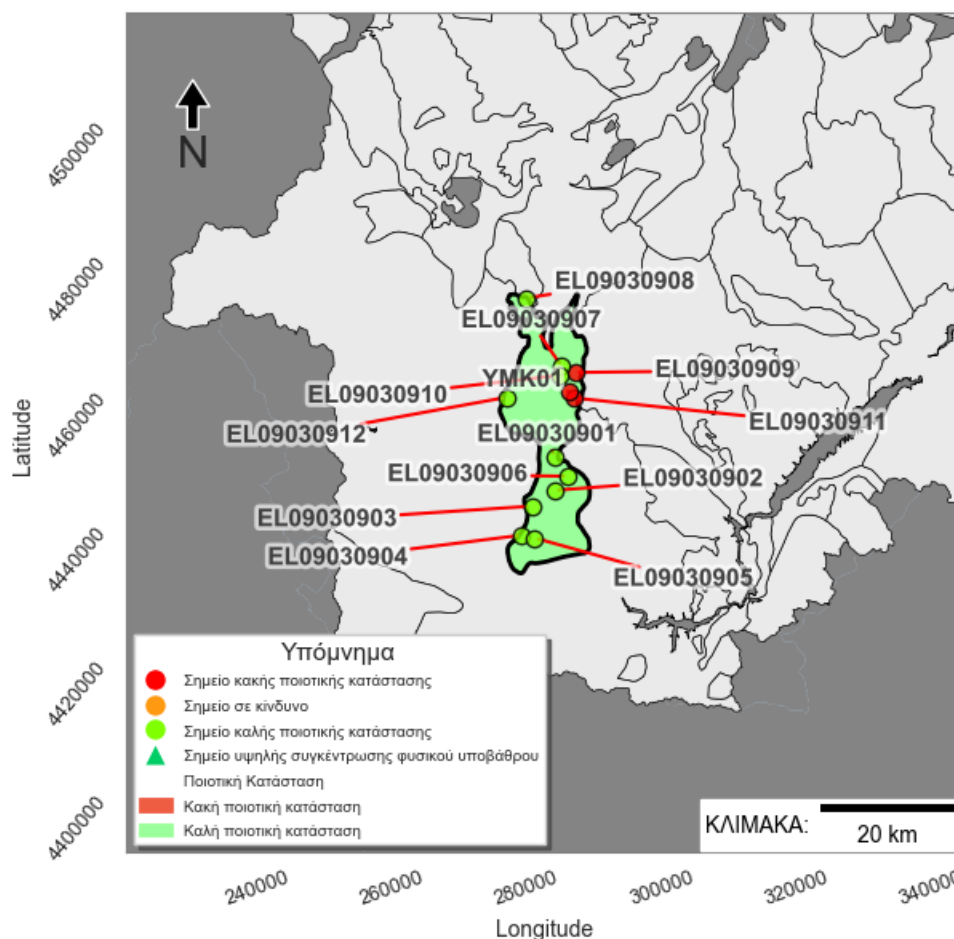 N
4500000
4480000
4460000
4440000
4420000
4400000
Latitude
EL09030908
EL09030907
YMK01
EL09030909
EL09030910
EL09030911
EL09030912
EL09030901
EL09030906
EL09030902
EL09030903
EL09030904
EL09030905
Υπόμνημα
Σημείο κακής ποιοτικής κατάστασης
Σημείο σε κίνδυνο
Σημείο καλής ποιοτικής κατάστασης
Σημείο υψηλής συγκέντρωσης φυσικού υποβάθρου
Ποιοτική Κατάσταση
Κακή ποιοτική κατάσταση
Καλή ποιοτική κατάσταση
ΚΛΙΜΑΚΑ:
20 km
240000
260000
280000
300000
320000
340000
Longitude